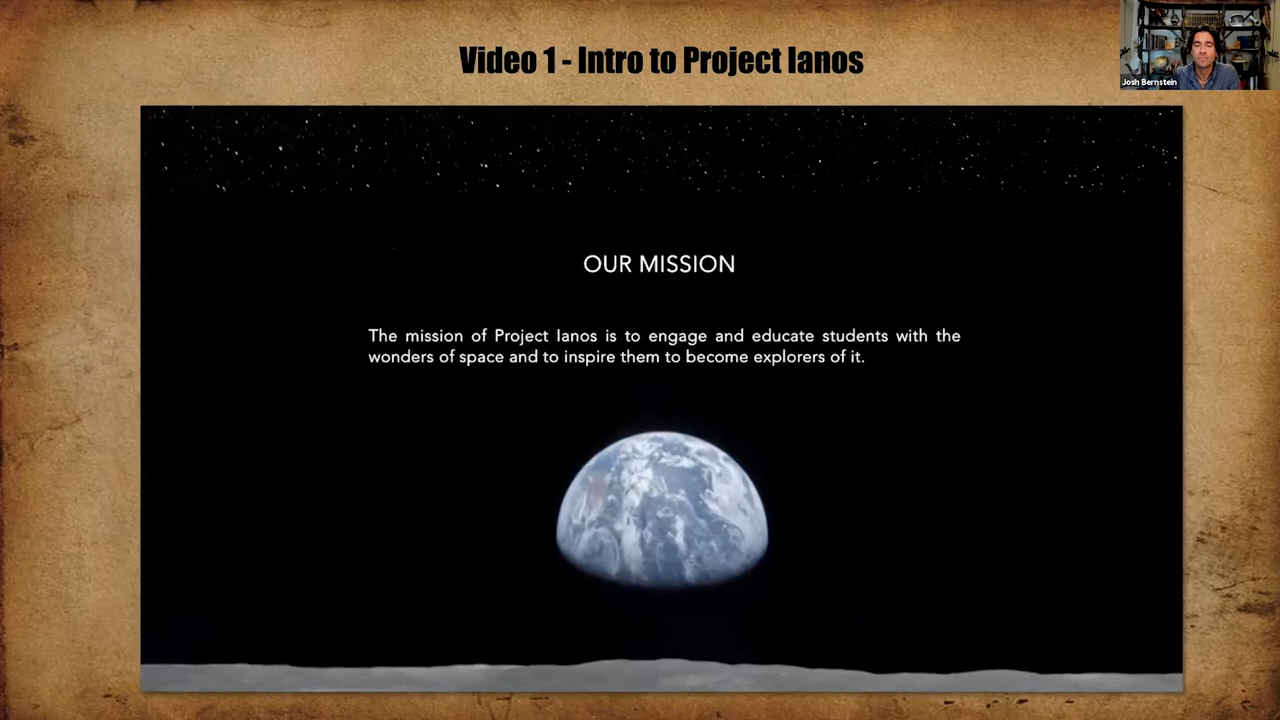 Video 1 - Intro to Project Ianos
Josh Bernstein
OUR MISSION
The mission of Project Ianos is to engage and educate students with the
wonders of space and to inspire them to become explorers of it.